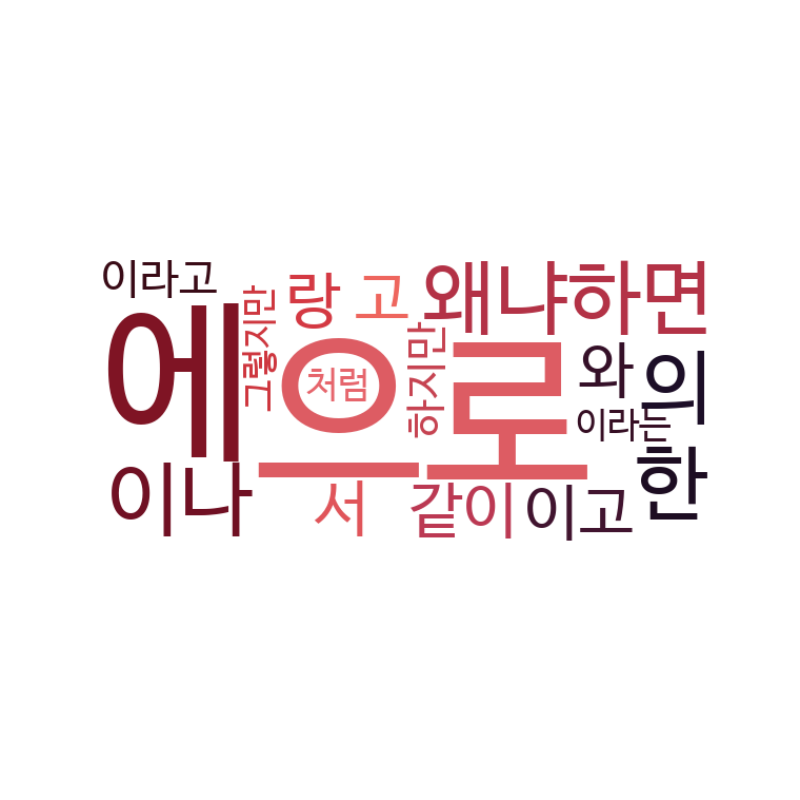 이라고
랑
고
왜냐하면
에
그렇지만
으로
처럼
하지만
와
의
이라든
이나
서
같이
이고
한